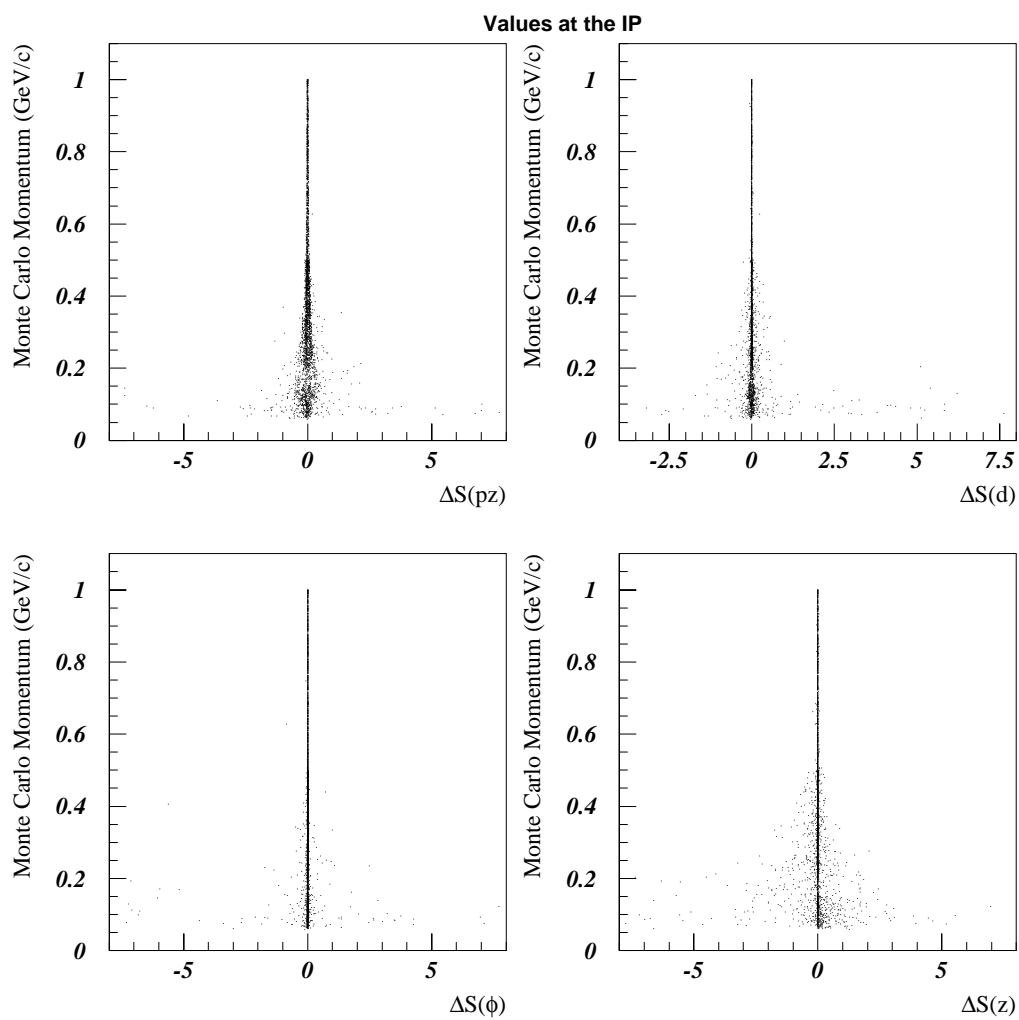 Values at the IP
Monte Carlo Momentum (GeV/c)
1
0.8
0.6
0.4
0.2
0
-5 0 5
ΔS(pz)
Monte Carlo Momentum (GeV/c)
1
0.8
0.6
0.4
0.2
0
-2.5 0 2.5 5 7.5
ΔS(d)
Monte Carlo Momentum (GeV/c)
1
0.8
0.6
0.4
0.2
0
-5 0 5
ΔS(ϕ)
Monte Carlo Momentum (GeV/c)
1
0.8
0.6
0.4
0.2
0
-5 0 5
ΔS(z)